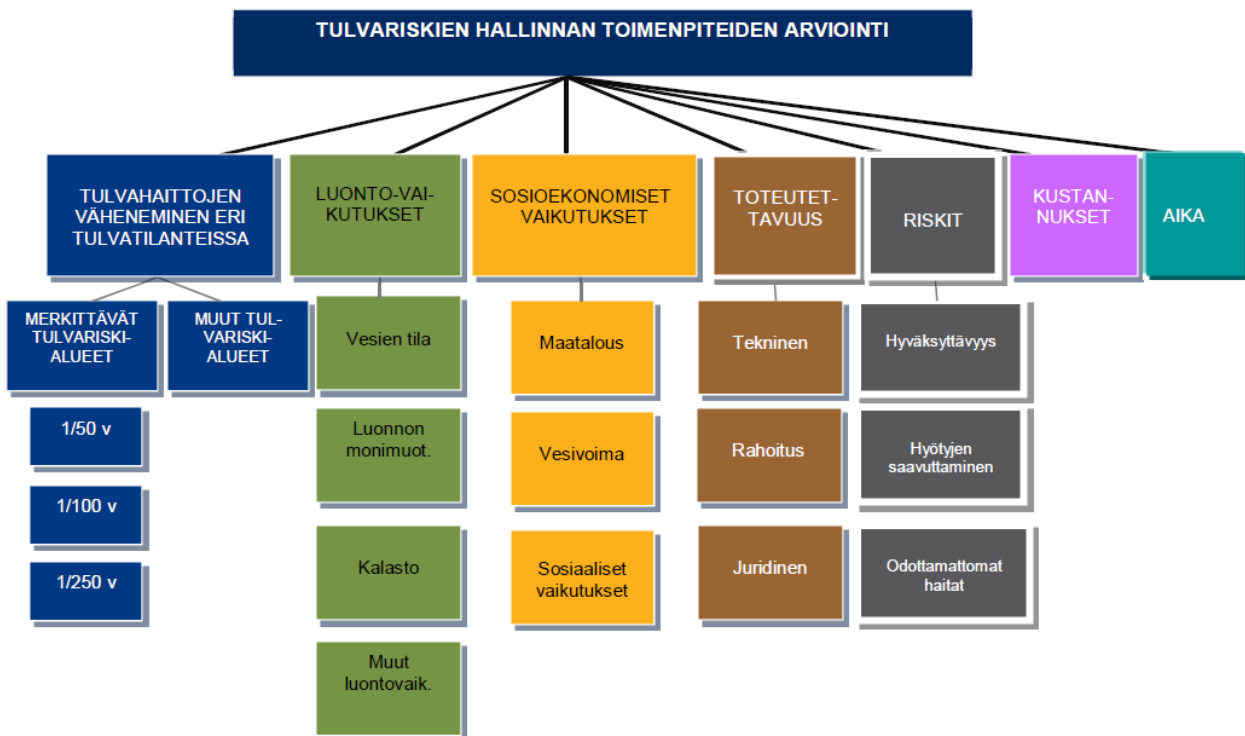 TULVARISKIEN HALLINNAN TOIMENPITEIDEN ARVIOINTI
TULVAHAITTOJEN
VÄHENEMINEN ERI
TULVATILANTEISSA
LUONTO-VAI-
KUTUKSET
SOSIOEKONOMISET
VAIKUTUKSET
TOTEUTET-
TAVUUS
RISKIT
KUSTAN-
NUKSET
AIKA
MERKITTÄVÄT
TULVARISKI-
ALUEET
MUUT TUL-
VARISKI-
ALUEET
1/50 v
1/100 v
1/250 v
Vesien tila
Luonnon
monimuot.
Kalasto
Muut
luontovaik.
Maatalous
Vesivoima
Sosiaaliset
vaikutukset
Tekninen
Rahoitus
Juridinen
Hyväksyttävyys
Hyötyjen
saavuttaminen
Odottamattomat
haitat